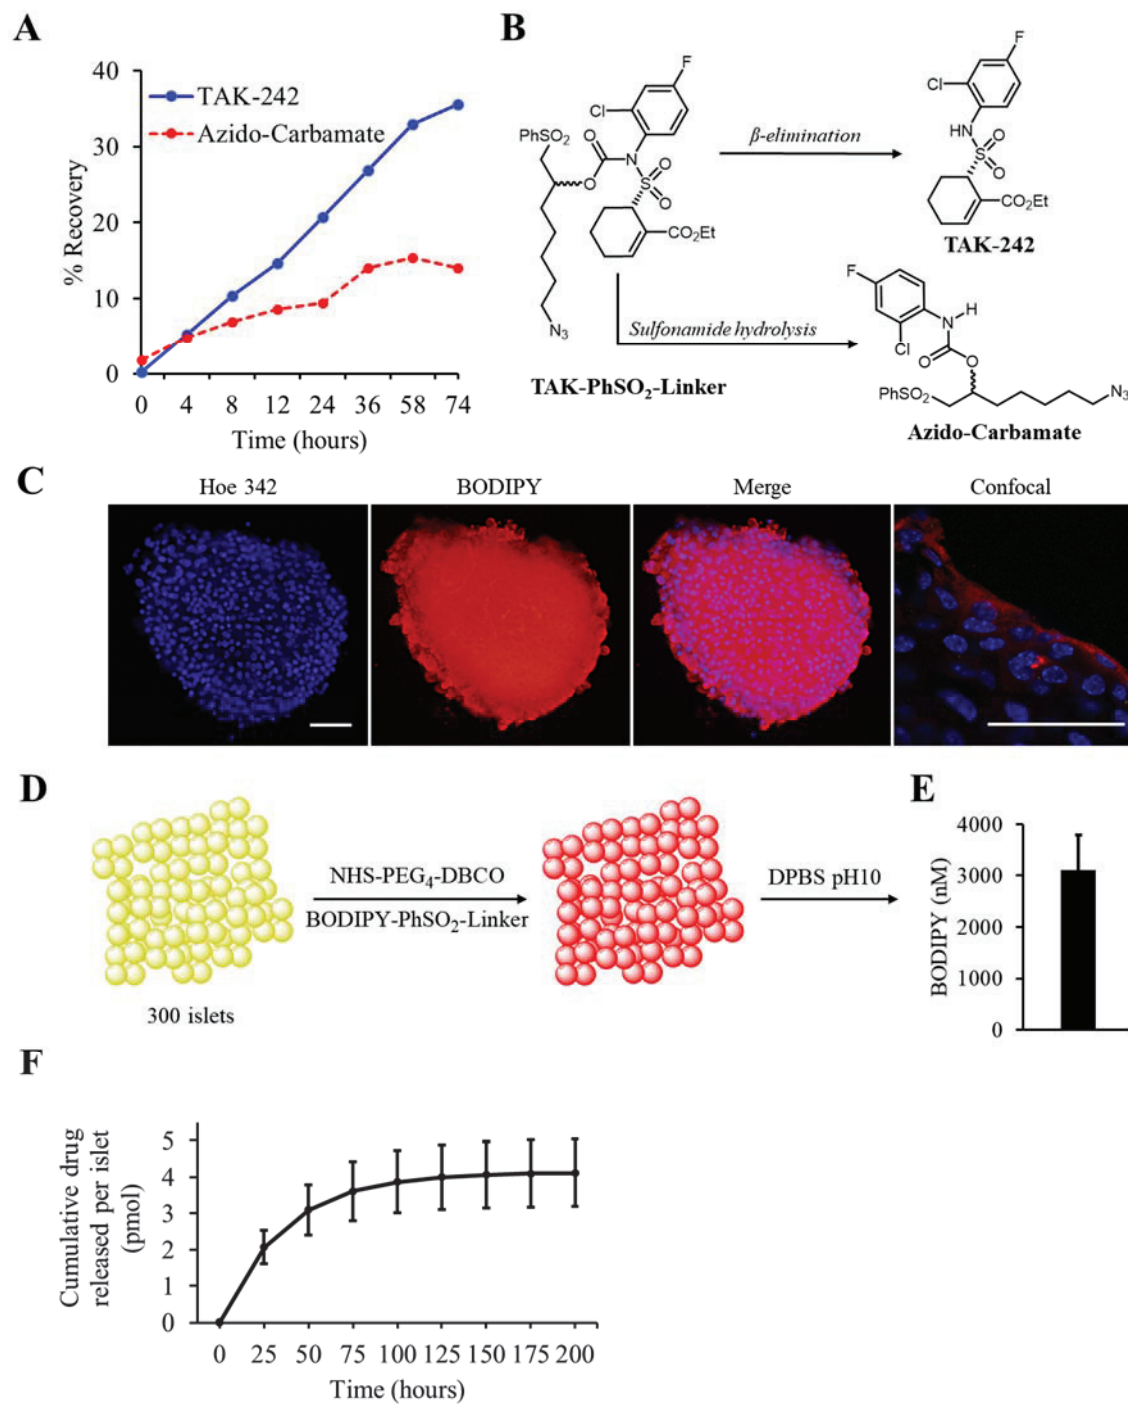 A
40
30
20
10
0
% Recovery
TAK-242
Azido-Carbamate
0 4 8 12 24 36 58 74
Time (hours)
B
F
Cl
PhSO2
O
O
N
O
S
O
CO2Et
N3
TAK-PhSO2-Linker
β-elimination
Sulfonamide hydrolysis
F
Cl
NH
S
O
O
CO2Et
TAK-242
F
N
H
Cl
O
O
PhSO2
N3
Azido-Carbamate
C
Hoe 342
BODIPY
Merge
Confocal
D
300 islets
NHS-PEG4-DBCO
BODIPY-PhSO2-Linker
DPBS pH10
E
4000
3000
2000
1000
0
BODIPY (nM)
F
5
4
3
2
1
0
Cumulative drug
released per islet
(pmol)
0 25 50 75 100 125 150 175 200
Time (hours)